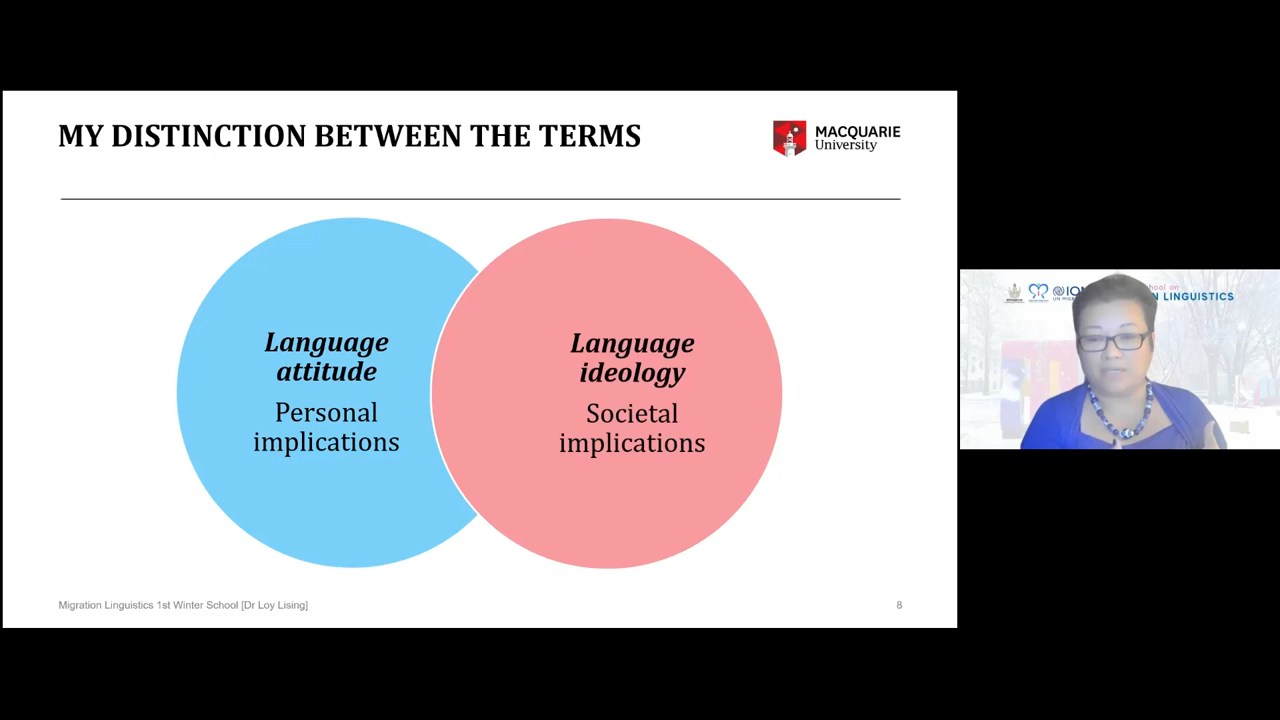 MY DISTINCTION BETWEEN THE TERMS
MACQUARIE
University
Language
attitude
Personal
implications
Language
ideology
Societal
implications
Migration Linguistics 1st Winter School [Dr Loy Lising]
8
LINGUISTICS